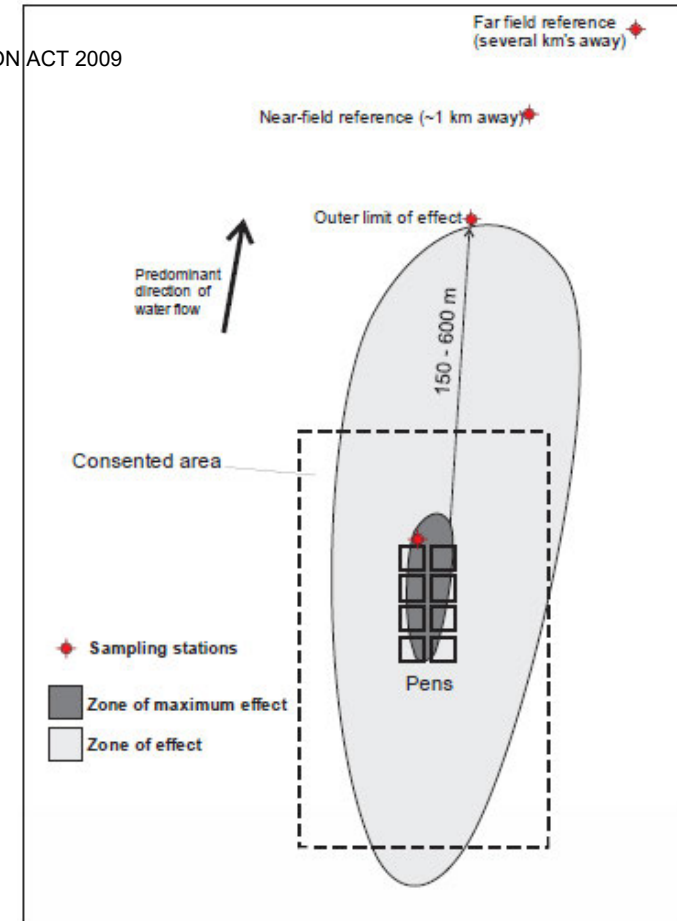 Far field reference
(several km's away)
ON ACT 2009
Near-field reference (~1 km away)
Outer limit of effect
Predominant
direction of
water flow
150 - 600 m
Consented area
Sampling stations
Pens
Zone of maximum effect
Zone of effect